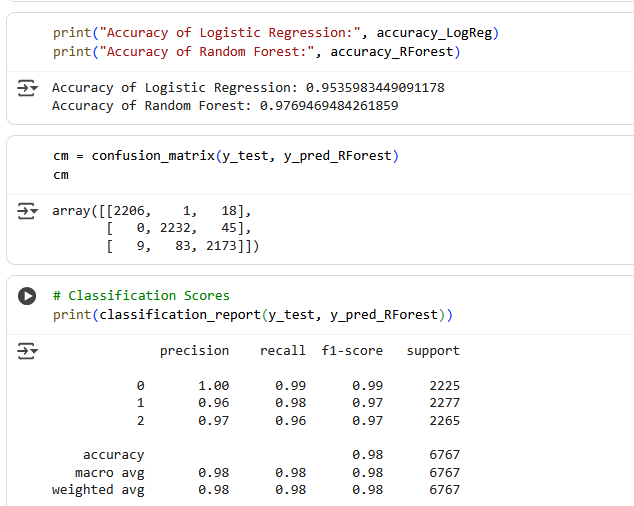 print("Accuracy of Logistic Regression:", accuracy_LogReg)
print("Accuracy of Random Forest:", accuracy_RForest)
Accuracy of Logistic Regression: 0.9535983449091178
Accuracy of Random Forest: 0.9769469484261859
cm = confusion_matrix(y_test, y_pred_RForest)
cm
array([[2206,    1,   18],
       [   0, 2232,   45],
       [   9,   83, 2173]])
# Classification Scores
print(classification_report(y_test, y_pred_RForest))
              precision    recall  f1-score   support
           0       1.00      0.99      0.99      2225
           1       0.96      0.98      0.97      2277
           2       0.97      0.96      0.97      2265
    accuracy                           0.98      6767
   macro avg       0.98      0.98      0.98      6767
weighted avg       0.98      0.98      0.98      6767